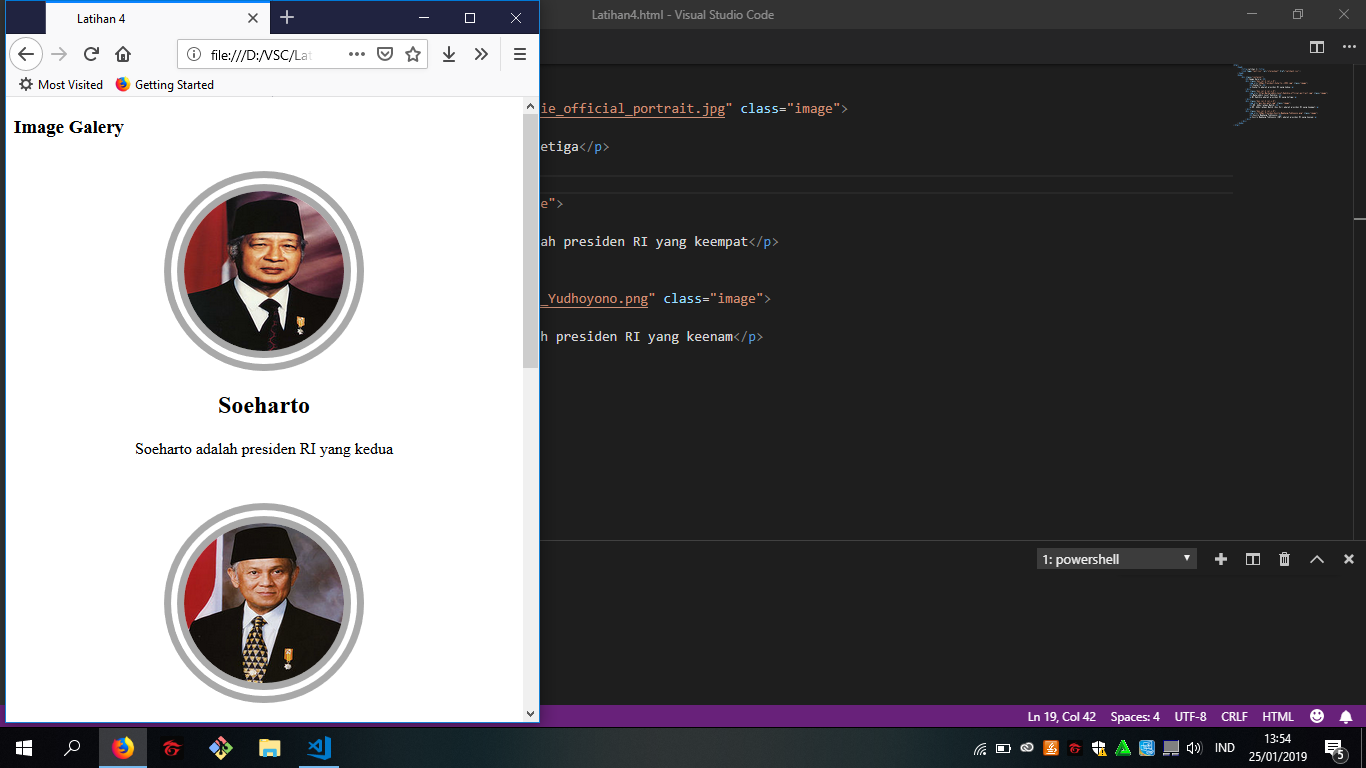 Latihan 4
Latihan4.html - Visual Studio Code
file:///D:/VSC/Lat
Most Visited
Getting Started
Image Galery
Soeharto
Soeharto adalah presiden RI yang kedua
ie_official_portrait.jpg" class="image">
etiga</p>
e">
ah presiden RI yang keempat</p>
_Yudhoyono.png" class="image">
h presiden RI yang keenam</p>
1: powershell
Ln 19, Col 42 Spaces: 4 UTF-8 CRLF HTML
IND
13:54
25/01/2019
5